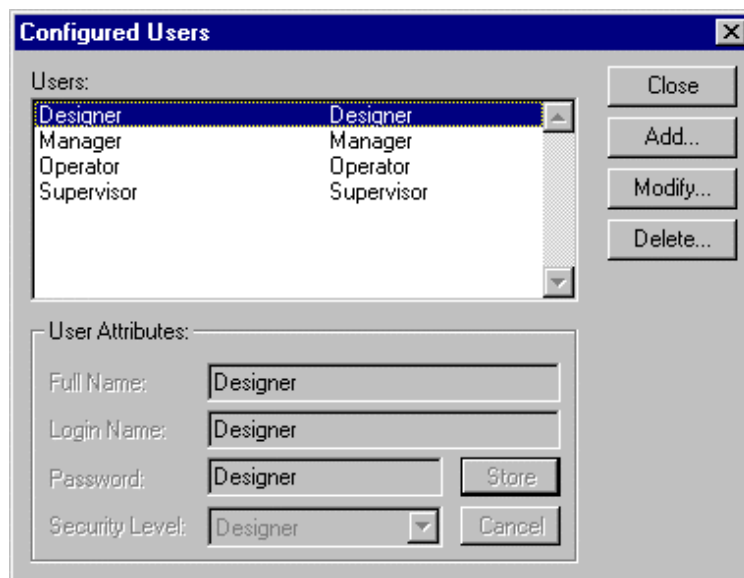 Configured Users
Users:
Close
Designer Designer
Manager Manager
Add...
Operator Operator
Supervisor Supervisor
Modify...
Delete...
User Attributes:
Full Name: Designer
Login Name: Designer
Password: Designer Store
Security Level: Designer Cancel